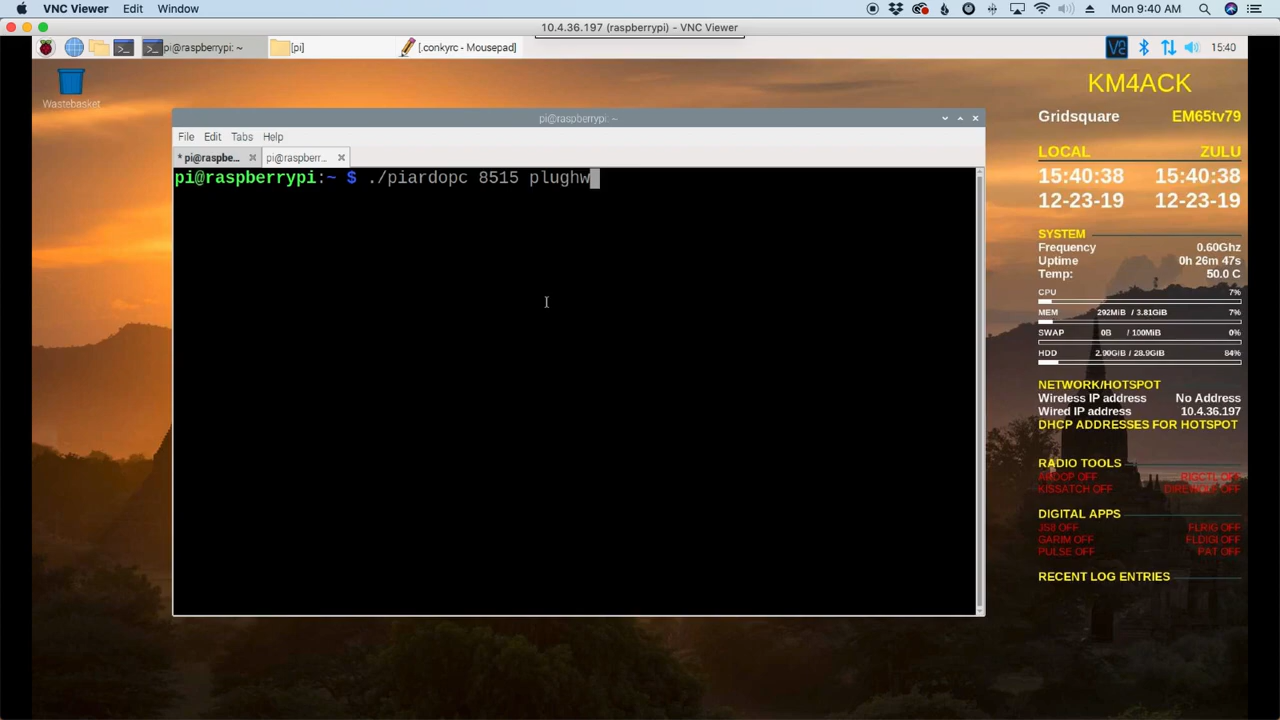 VNC Viewer Edit Window Mon 9:40 AM
10.4.36.197 (raspberrypi) - VNC Viewer
pi@raspberrypi: ~ [pi] [.conkyrc - Mousepad] 15:40
Wastebasket
pi@raspberrypi: ~
File Edit Tabs Help
* pi@raspbe... pi@raspberr...
pi@raspberrypi:~ $ ./piardopc 8515 plughw
KM4ACK
Gridsquare EM65tv79
LOCAL ZULU
15:40:38 15:40:38
12-23-19 12-23-19
SYSTEM
Frequency 0.60Ghz
Uptime 0h 26m 47s
Temp: 50.0 C
CPU 7%
MEM 292MiB / 3.81GiB 7%
SWAP 0B / 100MiB 0%
HDD 2.90GiB / 28.9GiB 84%
NETWORK/HOTSPOT
Wireless IP address No Address
Wired IP address 10.4.36.197
DHCP ADDRESSES FOR HOTSPOT
RADIO TOOLS
ARDOP OFF RIGCTL OFF
KISSATCH OFF DIREWOLF OFF
DIGITAL APPS
JS8 OFF FLRIG OFF
GARIM OFF FLDIGI OFF
PULSE OFF PAT OFF
RECENT LOG ENTRIES